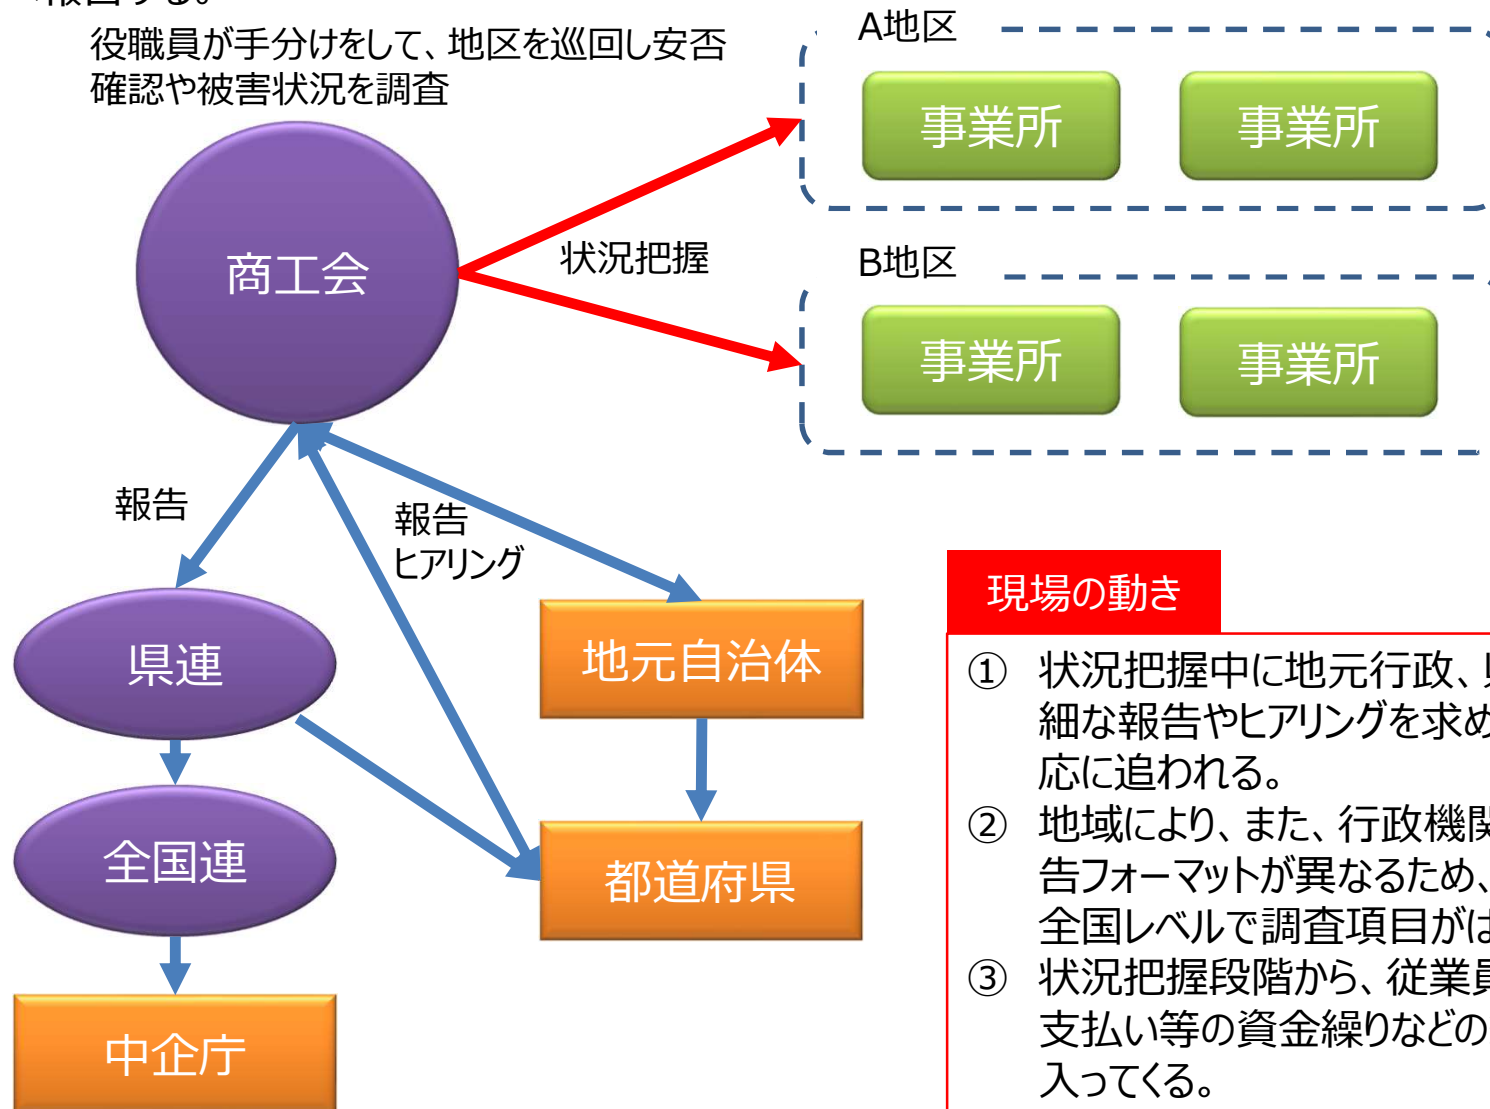 報告する。
役職員が手分けをして、地区を巡回し安否
確認や被害状況を調査
A地区
事業所
事業所
商工会
状況把握
B地区
事業所
事業所
報告
報告
ヒアリング
県連
地元自治体
全国連
都道府県
中企庁
現場の動き
① 状況把握中に地元行政、
細な報告やヒアリングを求め
応に追われる。
② 地域により、また、行政機関
告フォーマットが異なるため、
全国レベルで調査項目がは
③ 状況把握段階から、従業員
支払い等の資金繰りなどの
入ってくる。